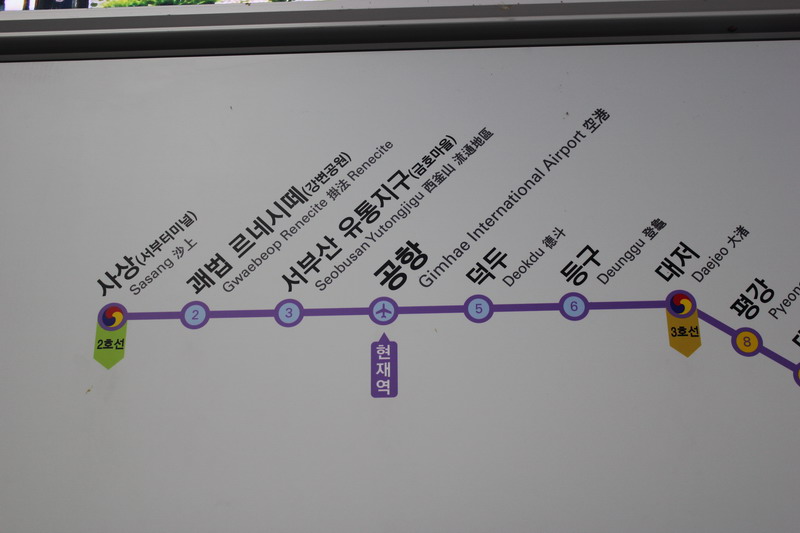 사상(서부터미널)
Sasang 沙上
괘법 르네시떼(강변공원)
Gwaebeop Renecite 掛法 Renecite
서부산 유통지구(금호마을)
Seobusan Yutongjigu 西釜山 流通地區
공항
Gimhae International Airport 空港
덕두
Deokdu 德斗
등구
Deunggu 登龜
대저
Daejeo 大渚
평강
2
3
5
6
8
2호선
3호선
현재역